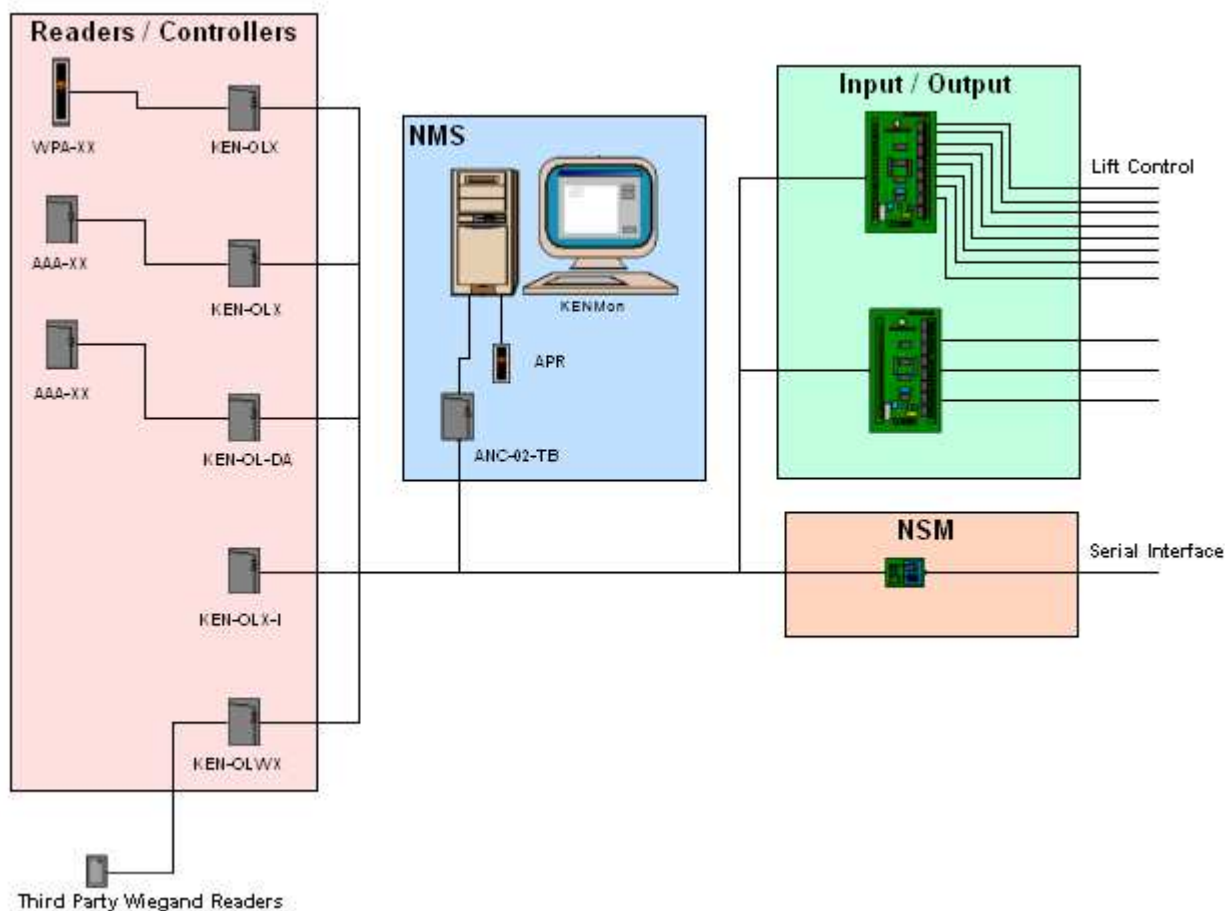 Readers / Controllers
WPA-XX
KEN-OLX
AAA-XX
KEN-OLX
AAA-XX
KEN-OL-DA
KEN-OLX-I
KEN-OLWX
Third Party Wiegand Readers
NMS
KENMon
APR
ANC-02-TB
Input / Output
Lift Control
NSM
Serial Interface